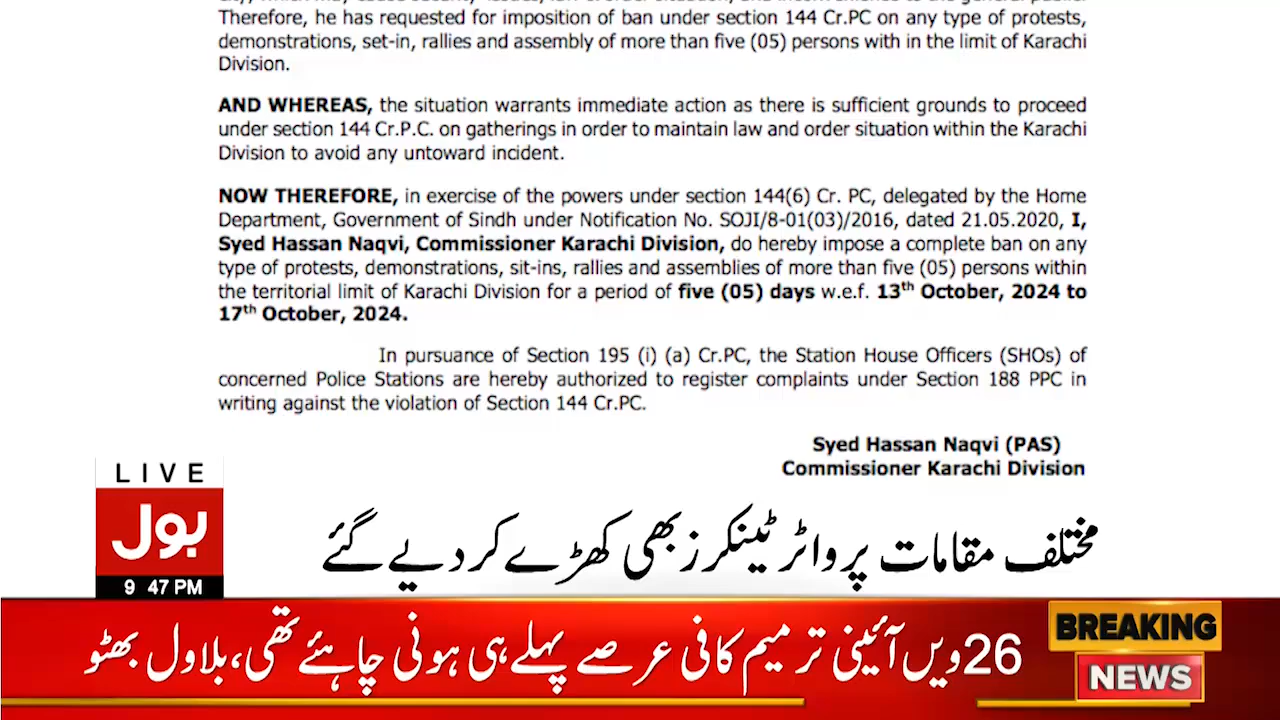 Therefore, he has requested for imposition of ban under section 144 Cr.PC on any type of protests,
demonstrations, set-in, rallies and assembly of more than five (05) persons with in the limit of Karachi
Division.
AND WHEREAS, the situation warrants immediate action as there is sufficient grounds to proceed
under section 144 Cr.P.C. on gatherings in order to maintain law and order situation within the Karachi
Division to avoid any untoward incident.
NOW THEREFORE, in exercise of the powers under section 144(6) Cr. PC, delegated by the Home
Department, Government of Sindh under Notification No. SOJI/8-01(03)/2016, dated 21.05.2020, I,
Syed Hassan Naqvi, Commissioner Karachi Division, do hereby impose a complete ban on any
type of protests, demonstrations, sit-ins, rallies and assemblies of more than five (05) persons within
the territorial limit of Karachi Division for a period of five (05) days w.e.f. 13th October, 2024 to
17th October, 2024.
In pursuance of Section 195 (i) (a) Cr.PC, the Station House Officers (SHOs) of
concerned Police Stations are hereby authorized to register complaints under Section 188 PPC in
writing against the violation of Section 144 Cr.PC.
Syed Hassan Naqvi (PAS)
Commissioner Karachi Division
LIVE
بول
9 47 PM
مختلف مقامات پر واٹر ٹینکرز بھی کھڑے کر دیے گئے
26ویں آئینی ترمیم کافی عرصے پہلے ہی ہونی چاہئے تھی، بلاول بھٹو
BREAKING
NEWS